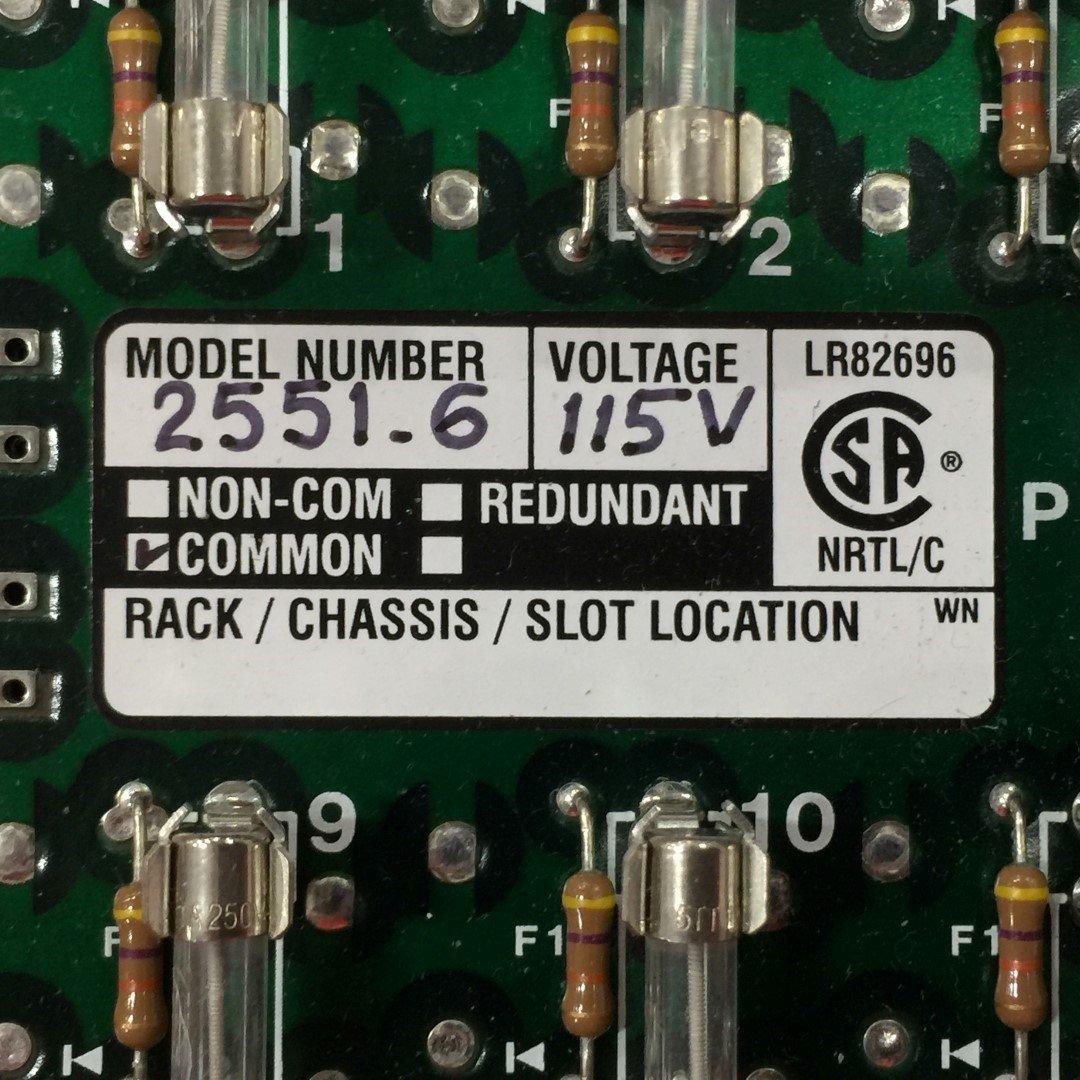 1
2
MODEL NUMBER
2551-6
VOLTAGE
115V
LR82696
CSA ®
NRTL/C
NON-COM
REDUNDANT
COMMON
RACK / CHASSIS / SLOT LOCATION
WN
P
9
10
F
F
F1
F1